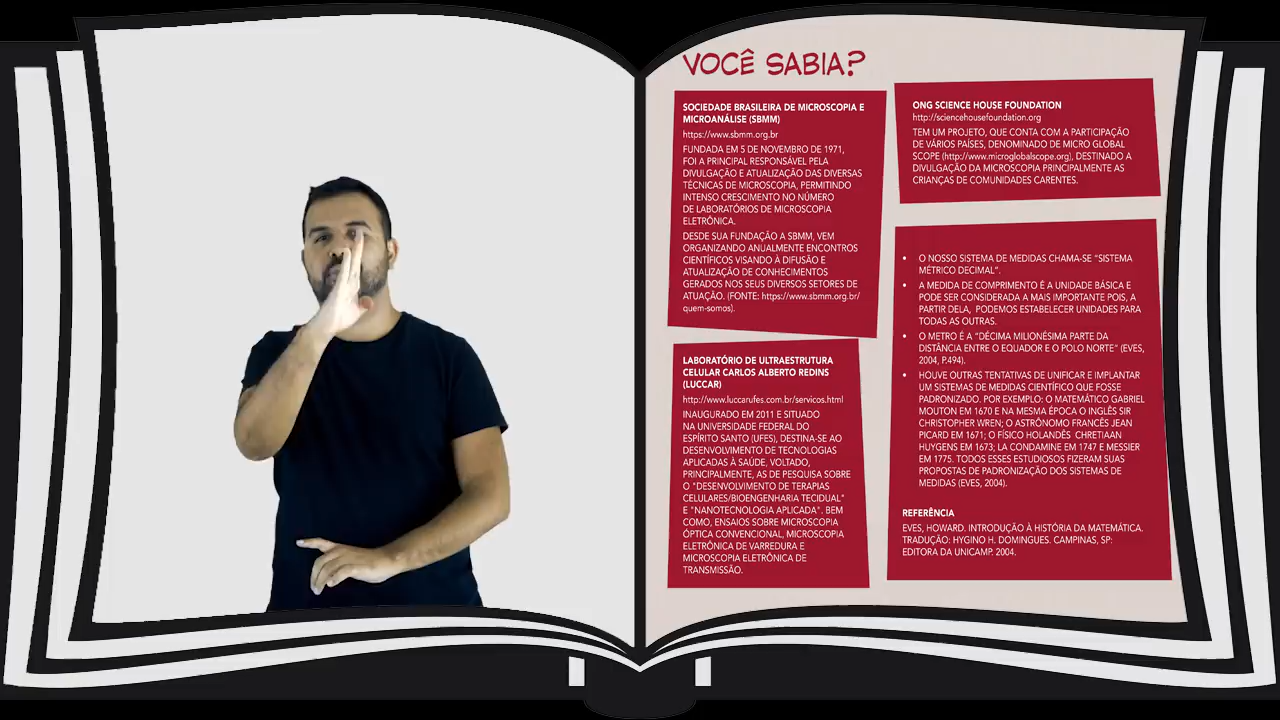 VOCÊ SABIA?
SOCIEDADE BRASILEIRA DE MICROSCOPIA E
MICROANÁLISE (SBMM)
https://www.sbmm.org.br
FUNDADA EM 5 DE NOVEMBRO DE 1971,
FOI A PRINCIPAL RESPONSÁVEL PELA
DIVULGAÇÃO E ATUALIZAÇÃO DAS DIVERSAS
TÉCNICAS DE MICROSCOPIA, PERMITINDO
INTENSO CRESCIMENTO NO NÚMERO
DE LABORATÓRIOS DE MICROSCOPIA
ELETRÔNICA.
DESDE SUA FUNDAÇÃO A SBMM, VEM
ORGANIZANDO ANUALMENTE ENCONTROS
CIENTÍFICOS VISANDO À DIFUSÃO E
ATUALIZAÇÃO DE CONHECIMENTOS
GERADOS NOS SEUS DIVERSOS SETORES DE
ATUAÇÃO. (FONTE: https://www.sbmm.org.br/
quem-somos).
LABORATÓRIO DE ULTRAESTRUTURA
CELULAR CARLOS ALBERTO REDINS
(LUCCAR)
http://www.luccarufes.com.br/servicos.html
INAUGURADO EM 2011 E SITUADO
NA UNIVERSIDADE FEDERAL DO
ESPÍRITO SANTO (UFES), DESTINA-SE AO
DESENVOLVIMENTO DE TECNOLOGIAS
APLICADAS À SAÚDE, VOLTADO,
PRINCIPALMENTE, AS DE PESQUISA SOBRE
O "DESENVOLVIMENTO DE TERAPIAS
CELULARES/BIOENGENHARIA TECIDUAL"
E "NANOTECNOLOGIA APLICADA". BEM
COMO, ENSAIOS SOBRE MICROSCOPIA
ÓPTICA CONVENCIONAL, MICROSCOPIA
ELETRÔNICA DE VARREDURA E
MICROSCOPIA ELETRÔNICA DE
TRANSMISSÃO.
ONG SCIENCE HOUSE FOUNDATION
http://sciencehousefoundation.org
TEM UM PROJETO, QUE CONTA COM A PARTICIPAÇÃO
DE VÁRIOS PAÍSES, DENOMINADO DE MICRO GLOBAL
SCOPE (http://www.microglobalscope.org), DESTINADO A
DIVULGAÇÃO DA MICROSCOPIA PRINCIPALMENTE AS
CRIANÇAS DE COMUNIDADES CARENTES.
• O NOSSO SISTEMA DE MEDIDAS CHAMA-SE "SISTEMA
MÉTRICO DECIMAL".
• A MEDIDA DE COMPRIMENTO É A UNIDADE BÁSICA E
PODE SER CONSIDERADA A MAIS IMPORTANTE POIS, A
PARTIR DELA, PODEMOS ESTABELECER UNIDADES PARA
TODAS AS OUTRAS.
• O METRO É A "DÉCIMA MILIONÉSIMA PARTE DA
DISTÂNCIA ENTRE O EQUADOR E O POLO NORTE" (EVES,
2004, P.494).
• HOUVE OUTRAS TENTATIVAS DE UNIFICAR E IMPLANTAR
UM SISTEMAS DE MEDIDAS CIENTÍFICO QUE FOSSE
PADRONIZADO. POR EXEMPLO: O MATEMÁTICO GABRIEL
MOUTON EM 1670 E NA MESMA ÉPOCA O INGLÊS SIR
CHRISTOPHER WREN; O ASTRÔNOMO FRANCÊS JEAN
PICARD EM 1671; O FÍSICO HOLANDÊS CHRETIAAN
HUYGENS EM 1673; LA CONDAMINE EM 1747 E MESSIER
EM 1775. TODOS ESSES ESTUDIOSOS FIZERAM SUAS
PROPOSTAS DE PADRONIZAÇÃO DOS SISTEMAS DE
MEDIDAS (EVES, 2004).
REFERÊNCIA
EVES, HOWARD. INTRODUÇÃO À HISTÓRIA DA MATEMÁTICA.
TRADUÇÃO: HYGINO H. DOMINGUES. CAMPINAS, SP:
EDITORA DA UNICAMP. 2004.